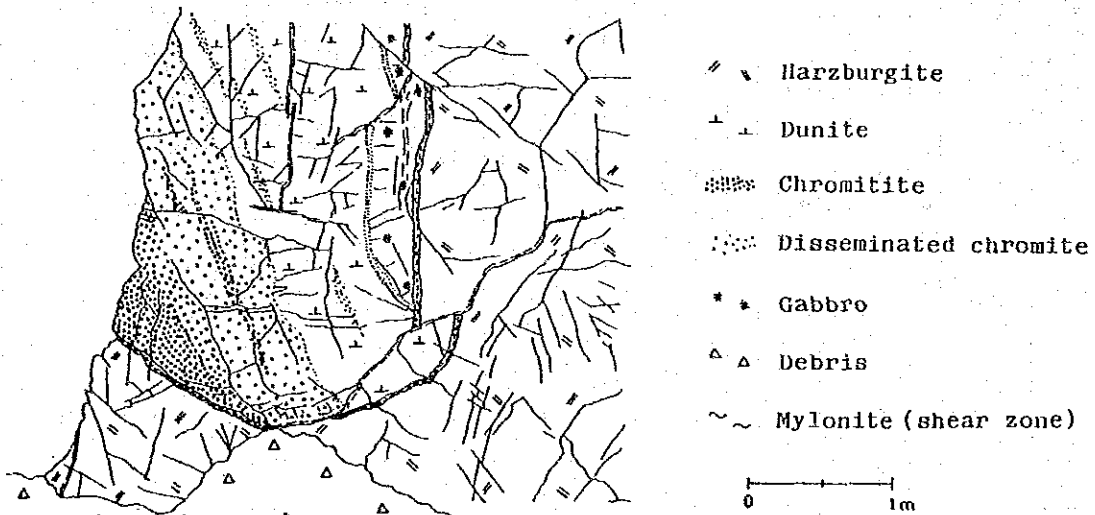 Harzburgite
Dunite
Chromitite
Disseminated chromite
Gabbro
Debris
Mylonite (shear zone)
0 1m